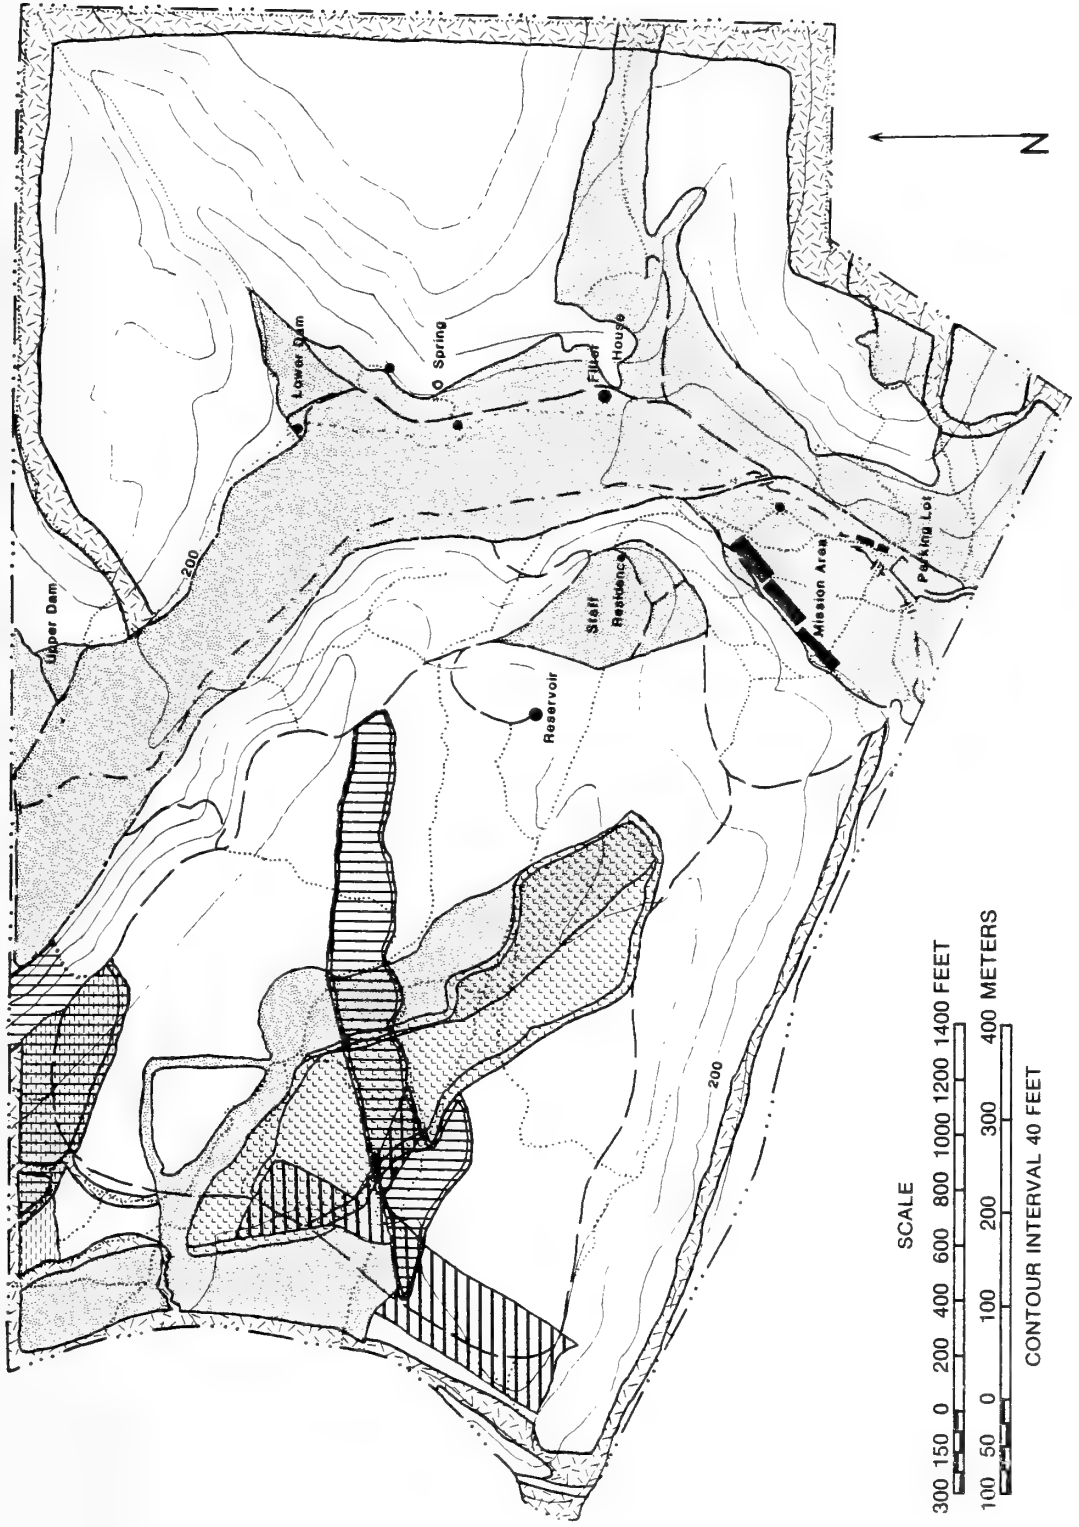 Upper Dam
200
Lower Dam
O Spring
Filter
House
Staff
Residence
Reservoir
Mission Area
Parking Lot
200
N
SCALE
300 150 0 200 400 600 800 1000 1200 1400 FEET
100 50 0 100 200 300 400 METERS
CONTOUR INTERVAL 40 FEET